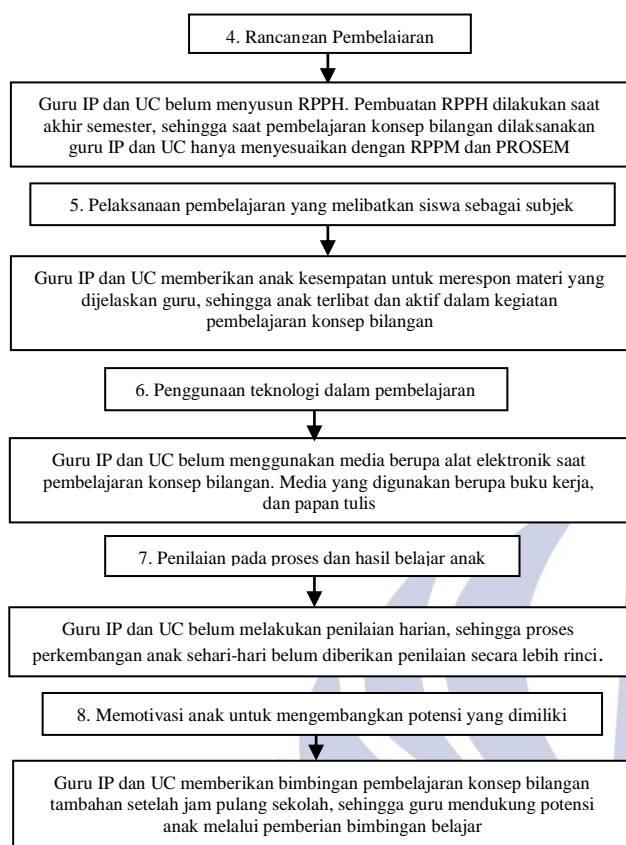 4. Rancangan Pembelajaran
Guru IP dan UC belum menyusun RPPH. Pembuatan RPPH dilakukan saat
akhir semester, sehingga saat pembelajaran konsep bilangan dilaksanakan
guru IP dan UC hanya menyesuaikan dengan RPPM dan PROSEM
5. Pelaksanaan pembelajaran yang melibatkan siswa sebagai subjek
Guru IP dan UC memberikan anak kesempatan untuk merespon materi yang
dijelaskan guru, sehingga anak terlibat dan aktif dalam kegiatan
pembelajaran konsep bilangan
6. Penggunaan teknologi dalam pembelajaran
Guru IP dan UC belum menggunakan media berupa alat elektronik saat
pembelajaran konsep bilangan. Media yang digunakan berupa buku kerja,
dan papan tulis
7. Penilaian pada proses dan hasil belajar anak
Guru IP dan UC belum melakukan penilaian harian, sehingga proses
perkembangan anak sehari-hari belum diberikan penilaian secara lebih rinci.
8. Memotivasi anak untuk mengembangkan potensi yang dimiliki
Guru IP dan UC memberikan bimbingan pembelajaran konsep bilangan
tambahan setelah jam pulang sekolah, sehingga guru mendukung potensi
anak melalui pemberian bimbingan belajar